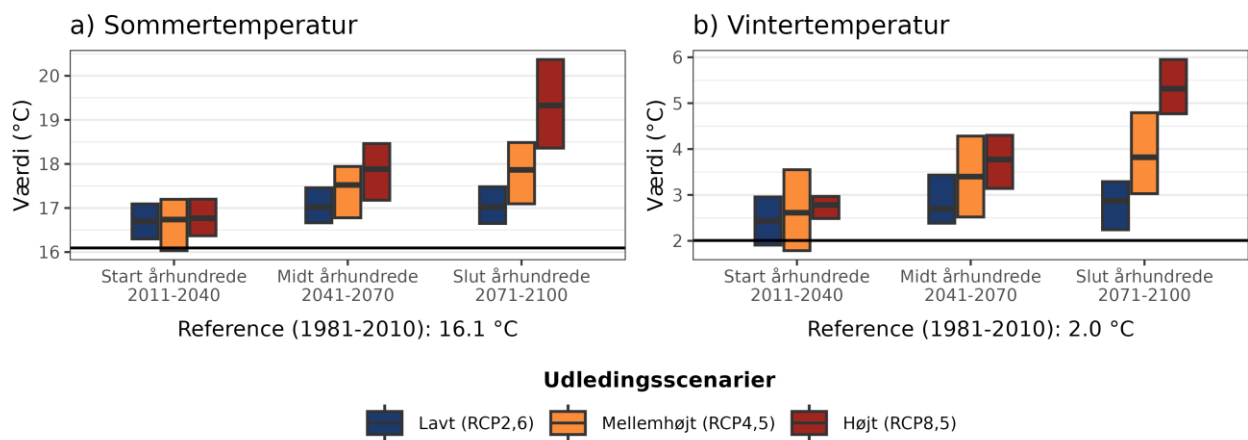 a) Sommertemperatur
Værdi (°C)
20
19
18
17
16
Start århundrede
2011-2040
Midt århundrede
2041-2070
Slut århundrede
2071-2100
Reference (1981-2010): 16.1 °C
b) Vintertemperatur
Værdi (°C)
6
5
4
3
2
Start århundrede
2011-2040
Midt århundrede
2041-2070
Slut århundrede
2071-2100
Reference (1981-2010): 2.0 °C
Udledingsscenarier
Lavt (RCP2,6)
Mellemhøjt (RCP4,5)
Højt (RCP8,5)